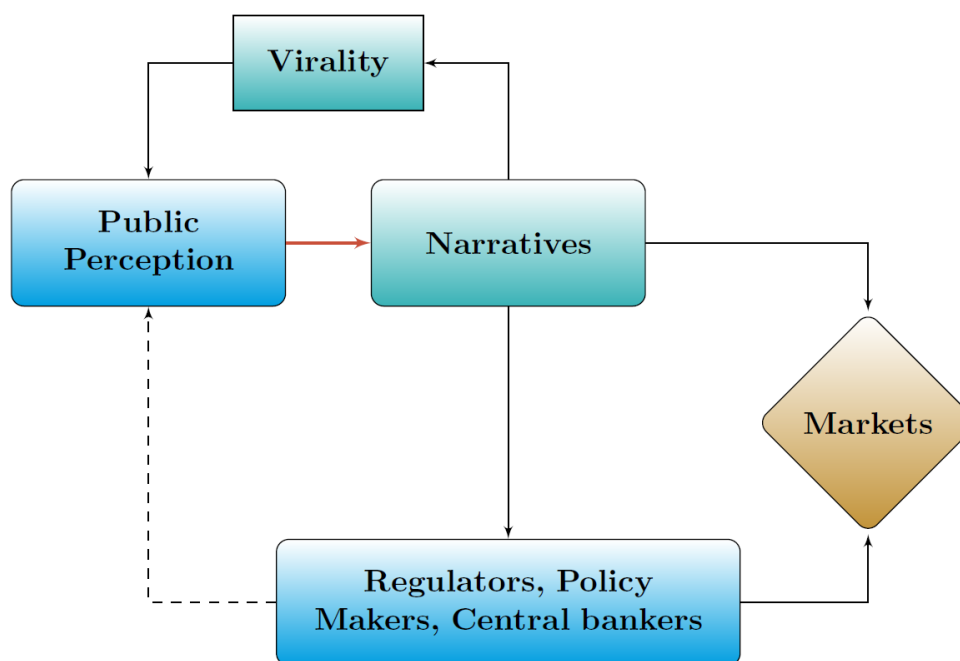 Virality
Public
Perception
Narratives
Markets
Regulators, Policy
Makers, Central bankers